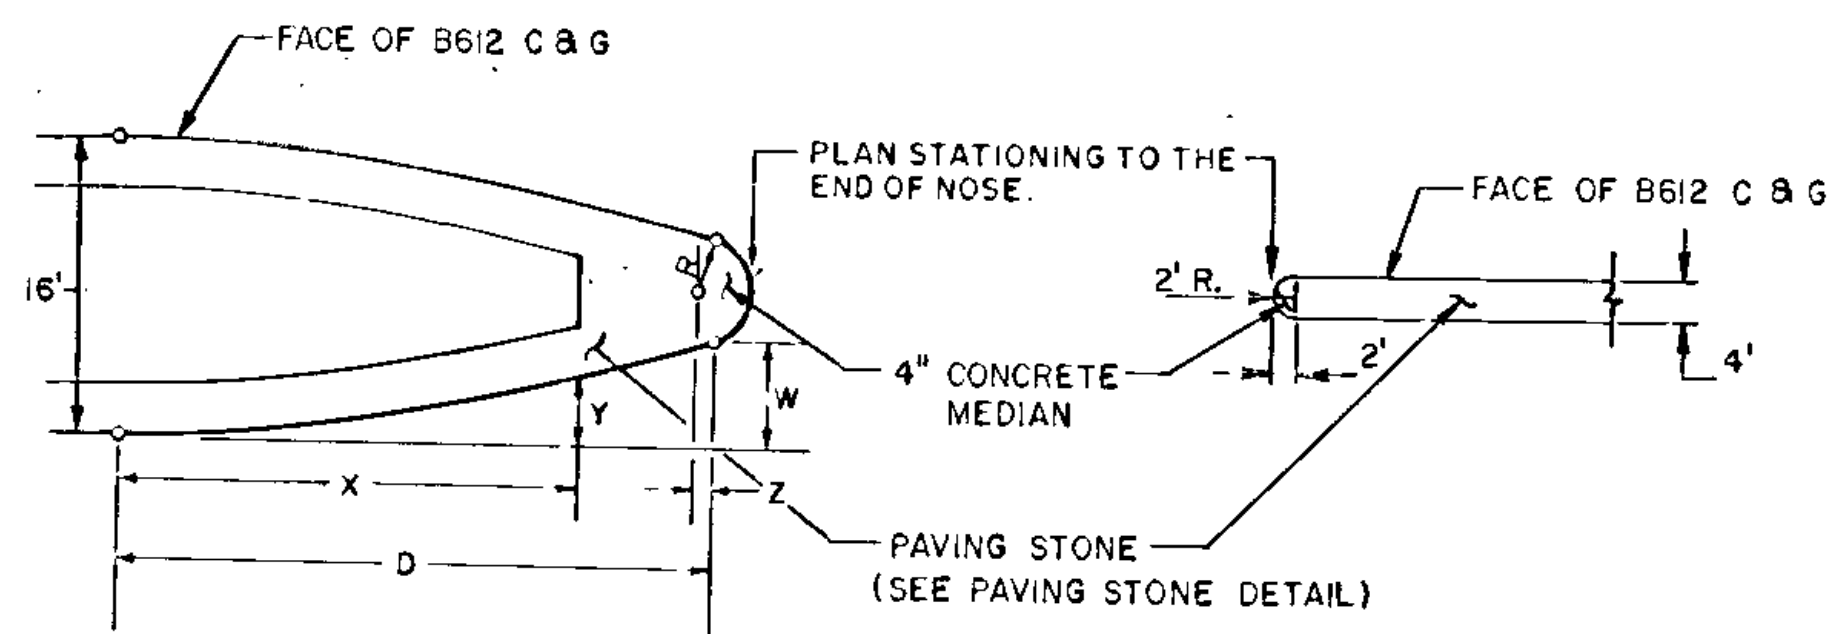 FACE OF B612 C & G
PLAN STATIONING TO THE
END OF NOSE.
FACE OF B612 C & G
16'
R
2' R.
4" CONCRETE
MEDIAN
2'
4'
Y
W
X
Z
D
PAVING STONE
(SEE PAVING STONE DETAIL)